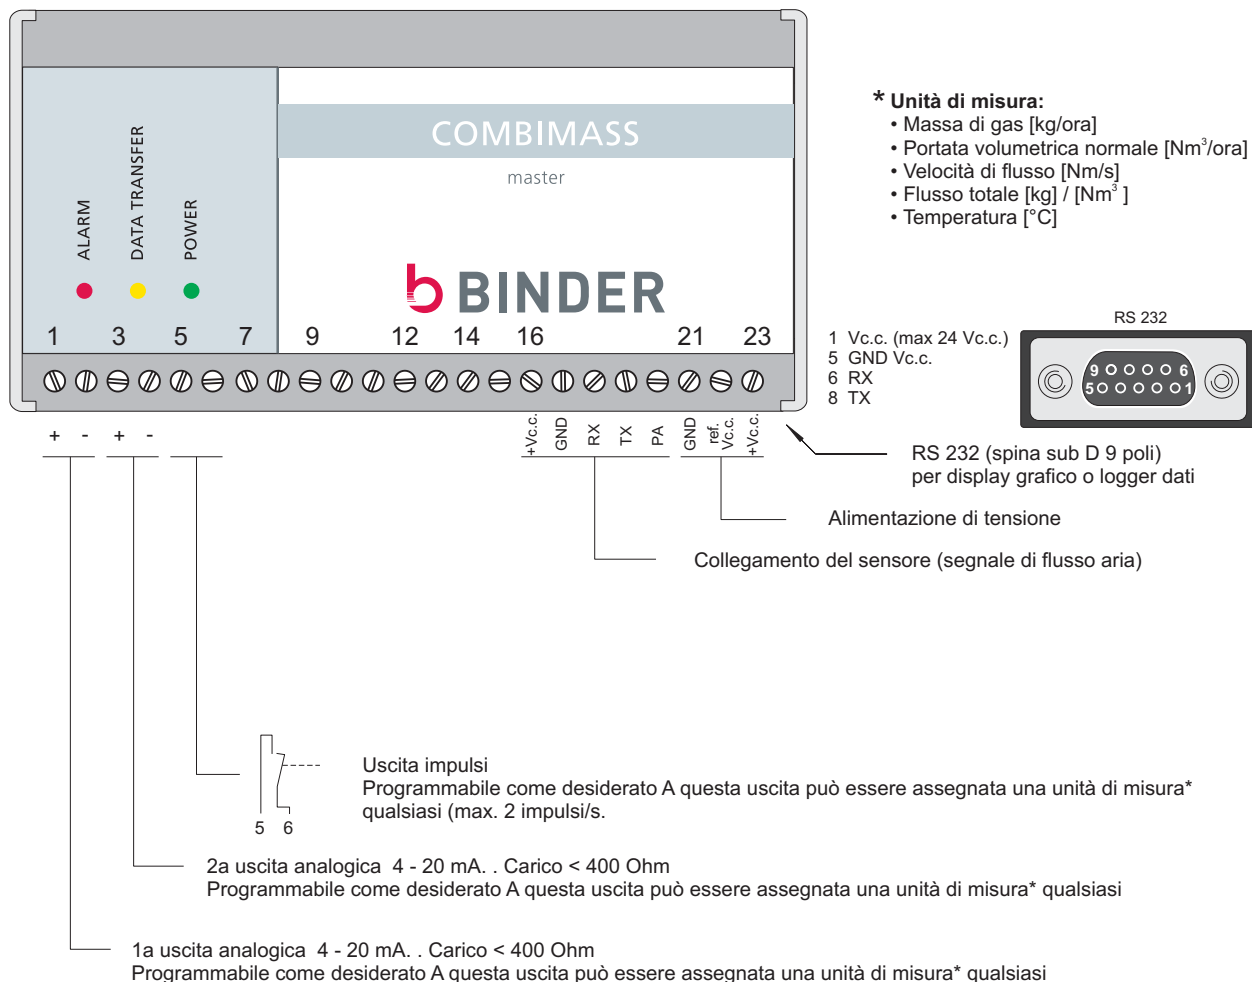 COMBIMASS
master
ALARM
DATA TRANSFER
POWER
b BINDER
1 3 5 7 9 12 14 16 21 23
+ - + -
+Vc.c. GND RX TX PA GND ref. Vc.c. +Vc.c.
* Unità di misura:
• Massa di gas [kg/ora]
• Portata volumetrica normale [Nm³/ora]
• Velocità di flusso [Nm/s]
• Flusso totale [kg] / [Nm³ ]
• Temperatura [°C]
RS 232
1 Vc.c. (max 24 Vc.c.)
5 GND Vc.c.
6 RX
8 TX
9 6
5 1
RS 232 (spina sub D 9 poli)
per display grafico o logger dati
Alimentazione di tensione
Collegamento del sensore (segnale di flusso aria)
Uscita impulsi
Programmabile come desiderato A questa uscita può essere assegnata una unità di misura*
qualsiasi (max. 2 impulsi/s.
5 6
2a uscita analogica 4 - 20 mA. . Carico < 400 Ohm
Programmabile come desiderato A questa uscita può essere assegnata una unità di misura* qualsiasi
1a uscita analogica 4 - 20 mA. . Carico < 400 Ohm
Programmabile come desiderato A questa uscita può essere assegnata una unità di misura* qualsiasi